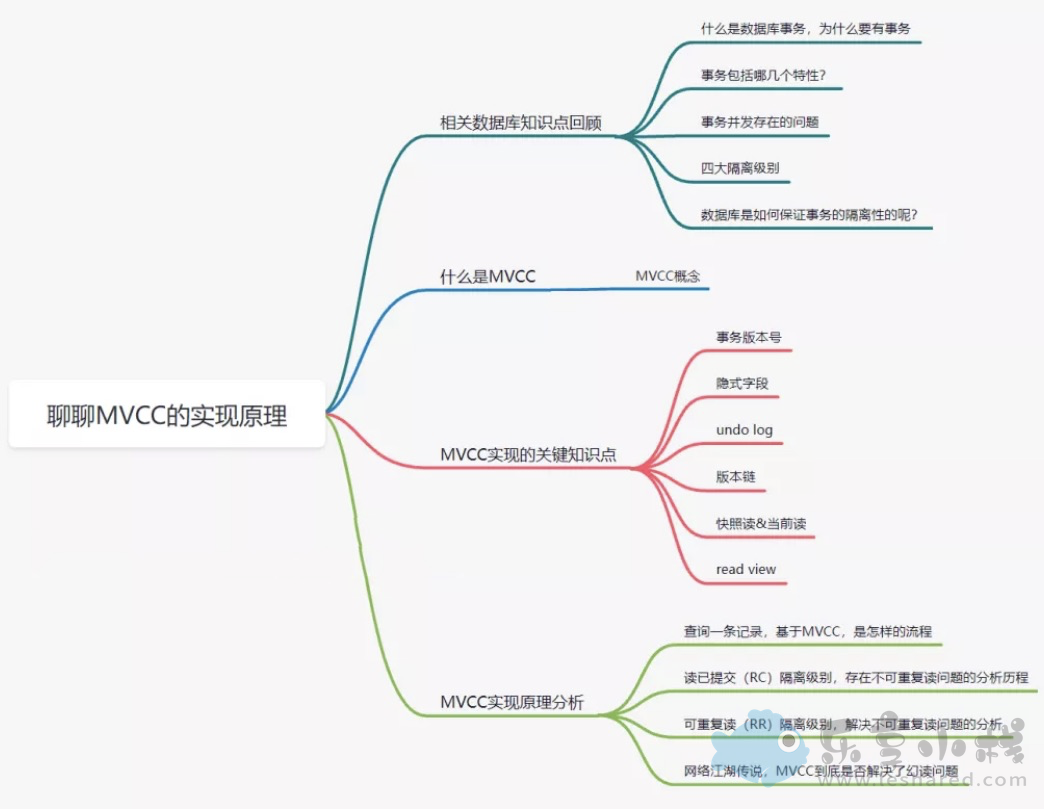 聊聊MVCC的实现原理
相关数据库知识点回顾
什么是数据库事务，为什么要有事务
事务包括哪几个特性？
事务并发存在的问题
四大隔离级别
数据库是如何保证事务的隔离性的呢？
什么是MVCC
MVCC概念
MVCC实现的关键知识点
事务版本号
隐式字段
undo log
版本链
快照读&当前读
read view
MVCC实现原理分析
查询一条记录，基于MVCC，是怎样的流程
读已提交（RC）隔离级别，存在不可重复读问题的分析历程
可重复读（RR）隔离级别，解决不可重复读问题的分析
网络江湖传说，MVCC到底是否解决了幻读问题
乐享小栈
www.leshared.com